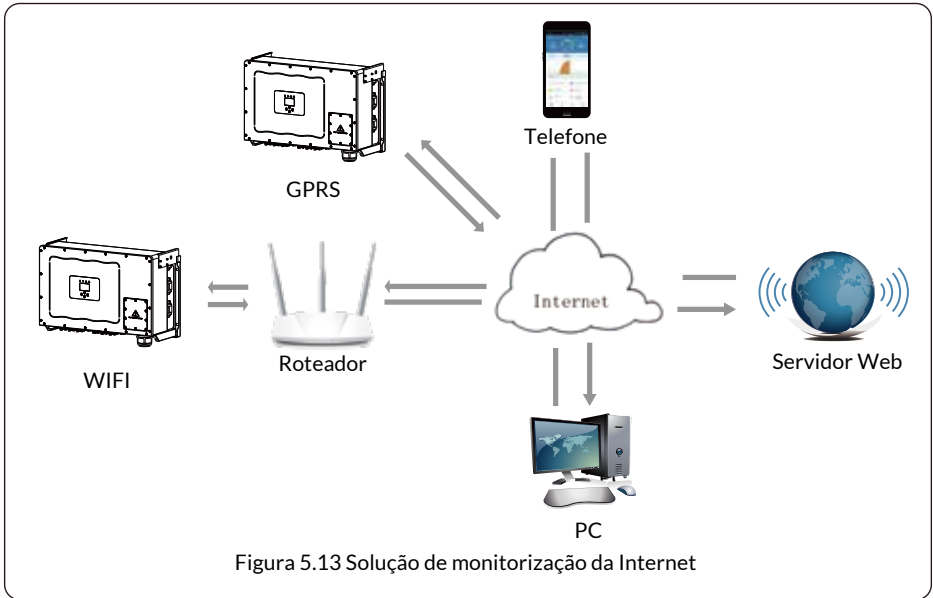 Telefone
GPRS
Internet
Roteador
WIFI
Servidor Web
PC
Figura 5.13 Solução de monitorização da Internet